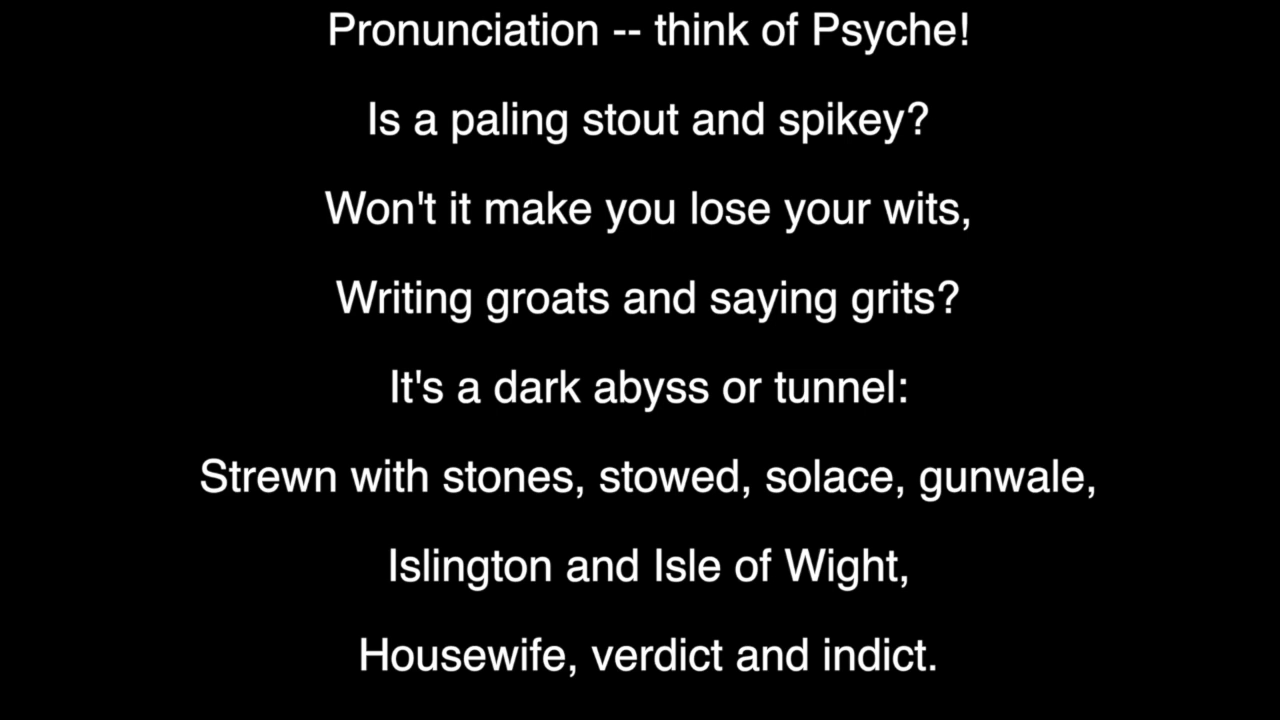 Pronunciation -- think of Psyche!
Is a paling stout and spikey?
Won't it make you lose your wits,
Writing groats and saying grits?
It's a dark abyss or tunnel:
Strewn with stones, stowed, solace, gunwale,
Islington and Isle of Wight,
Housewife, verdict and indict.